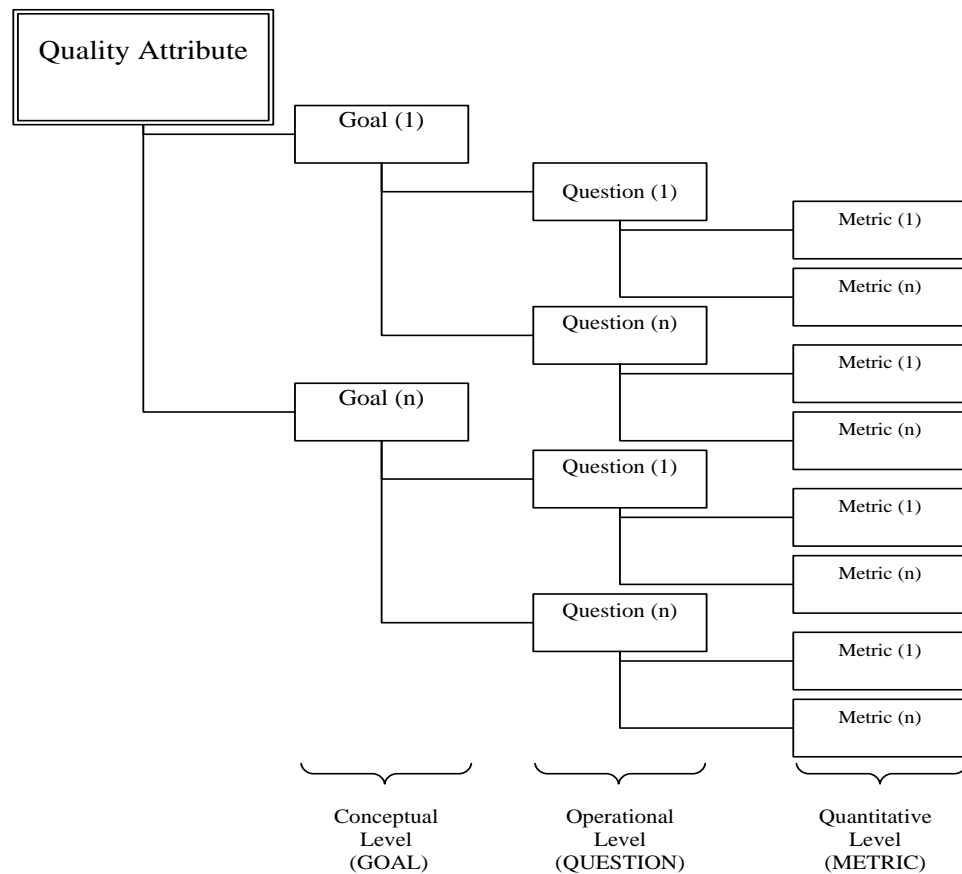 Quality Attribute
Goal (1)
Question (1)
Metric (1)
Metric (n)
Question (n)
Metric (1)
Metric (n)
Goal (n)
Question (1)
Metric (1)
Metric (n)
Question (n)
Metric (1)
Metric (n)
Conceptual
Level
(GOAL)
Operational
Level
(QUESTION)
Quantitative
Level
(METRIC)